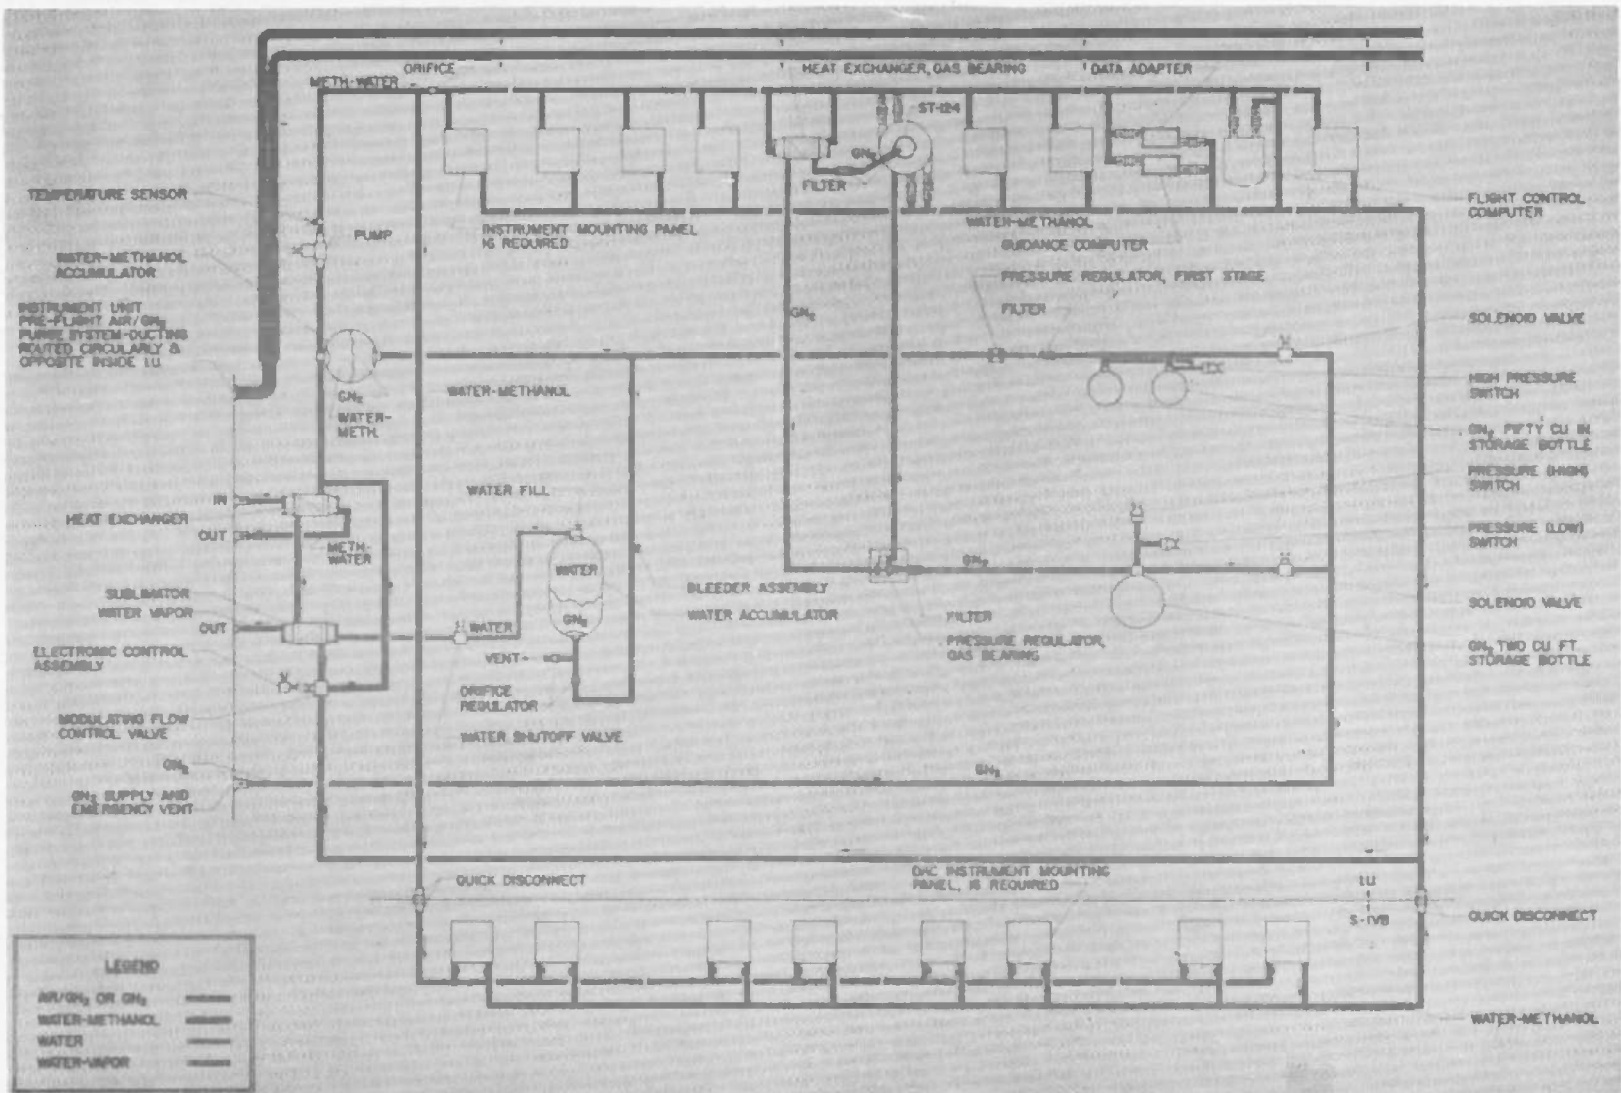 ORIFICE
METH-WATER
HEAT EXCHANGER, GAS BEARING
DATA ADAPTER
ST-124
GN₂
FILTER
TEMPERATURE SENSOR
PUMP
INSTRUMENT MOUNTING PANEL
IS REQUIRED
WATER-METHANOL
GUIDANCE COMPUTER
FLIGHT CONTROL
COMPUTER
WATER-METHANOL
ACCUMULATOR
PRESSURE REGULATOR, FIRST STAGE
FILTER
INSTRUMENT UNIT
PRE-FLIGHT AIR/GN₂
PURGE SYSTEM-DUCTING
ROUTED CIRCULARLY &
OPPOSITE INSIDE I.U.
GN₂
SOLENOID VALVE
GN₂
WATER-
METH.
WATER-METHANOL
HIGH PRESSURE
SWITCH
GN₂ FIFTY CU IN
STORAGE BOTTLE
PRESSURE (HIGH)
SWITCH
PRESSURE (LOW)
SWITCH
WATER FILL
IN
HEAT EXCHANGER
OUT
METH-
WATER
WATER
GN₂
GN₂
BLEEDER ASSEMBLY
WATER ACCUMULATOR
FILTER
PRESSURE REGULATOR,
GAS BEARING
SOLENOID VALVE
GN₂ TWO CU FT
STORAGE BOTTLE
SUBLIMATOR
WATER VAPOR
OUT
WATER
VENT
ELECTRONIC CONTROL
ASSEMBLY
ORIFICE
REGULATOR
WATER SHUTOFF VALVE
MODULATING FLOW
CONTROL VALVE
GN₂
GN₂
GN₂ SUPPLY AND
EMERGENCY VENT
QUICK DISCONNECT
DAC INSTRUMENT MOUNTING
PANEL, IS REQUIRED
I.U
S-IVB
QUICK DISCONNECT
WATER-METHANOL
LEGEND
AIR/GN₂ OR GN₂
WATER-METHANOL
WATER
WATER-VAPOR